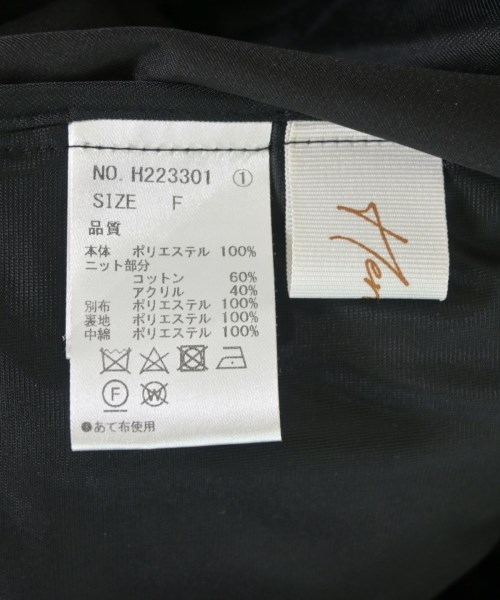 NO. H223301 ①
SIZE F
品質
本体 ポリエステル 100%
ニット部分
コットン 60%
アクリル 40%
別布 ポリエステル 100%
裏地 ポリエステル 100%
中綿 ポリエステル 100%
F W
●あて布使用
Her